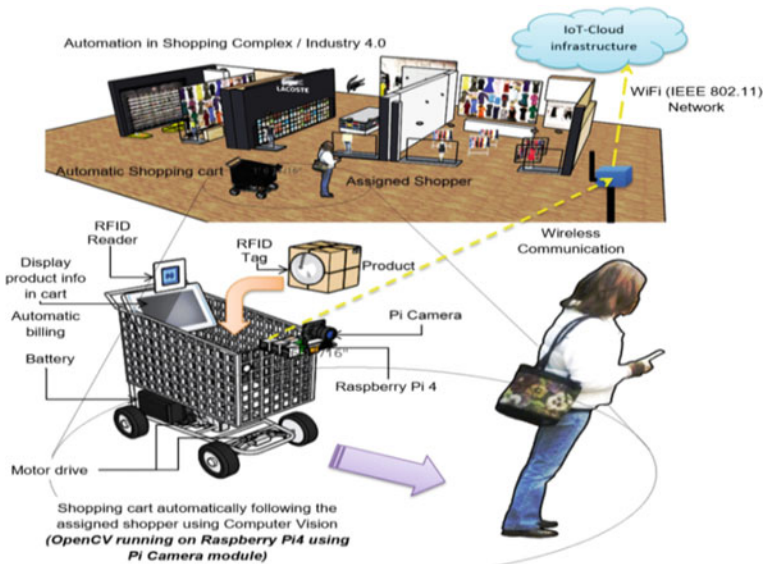 IoT-Cloud
infrastructure
Automation in Shopping Complex / Industry 4.0
WiFi (IEEE 802.11)
Network
LACOSTE
Automatic Shopping cart
Assigned Shopper
RFID
Reader
RFID
Tag
Wireless
Communication
Display
product info
in cart
Product
Automatic
billing
Pi Camera
Battery
Raspberry Pi 4
Motor drive
Shopping cart automatically following the
assigned shopper using Computer Vision
(OpenCV running on Raspberry Pi4 using
Pi Camera module)